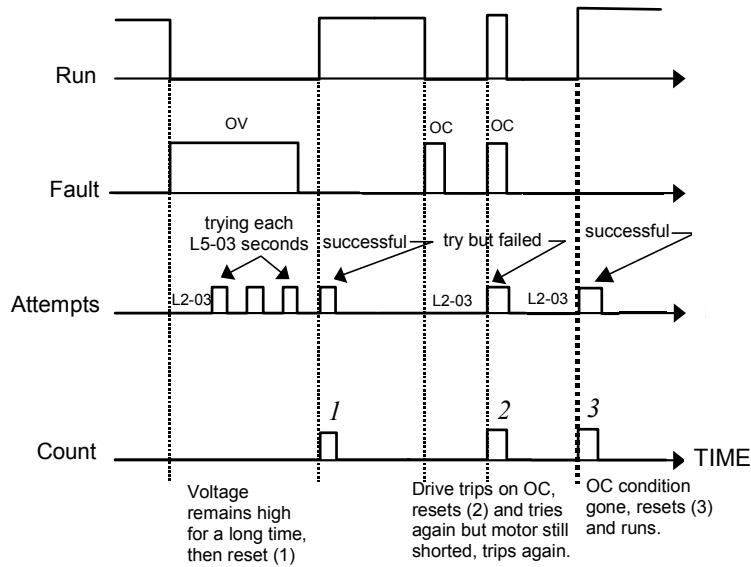 Run
OV
OC
OC
Fault
trying each
L5-03 seconds
successful
try but failed
successful
L2-03
L2-03
L2-03
Attempts
1
2
3
Count
TIME
Voltage
remains high
for a long time,
then reset (1)
Drive trips on OC,
resets (2) and tries
again but motor still
shorted, trips again.
OC condition
gone, resets (3)
and runs.